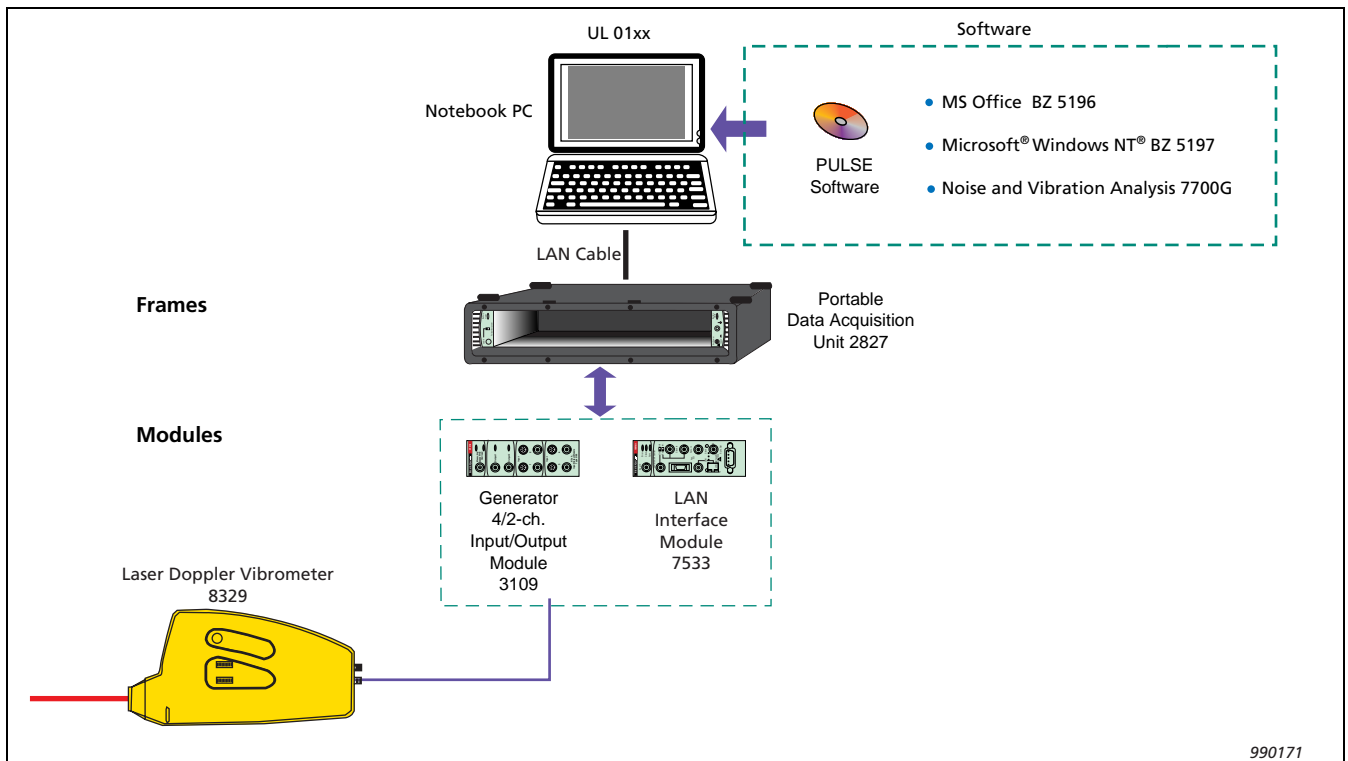 UL 01xx
Software
Notebook PC
PULSE
Software
• MS Office BZ 5196
• Microsoft® Windows NT® BZ 5197
• Noise and Vibration Analysis 7700G
LAN Cable
Frames
Portable
Data Acquisition
Unit 2827
Modules
Generator
4/2-ch.
Input/Output
Module
3109
LAN
Interface
Module
7533
Laser Doppler Vibrometer
8329
990171